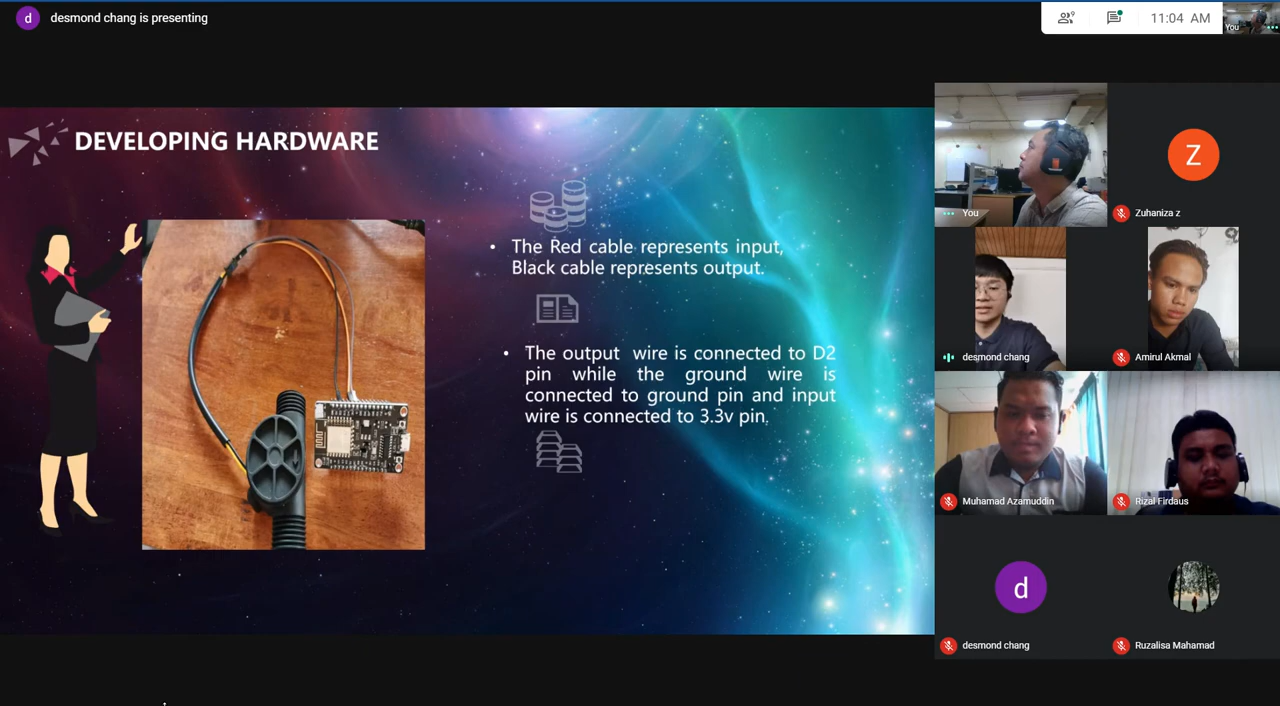 d
desmond chang is presenting
9
11:04 AM
You
DEVELOPING HARDWARE
• The Red cable represents input,
Black cable represents output.
• The output wire is connected to D2
pin while the ground wire is
connected to ground pin and input
wire is connected to 3.3v pin.
You
Z
Zuhaniza z
desmond chang
Amirul Akmal
Muhamad Azamuddin
Rizal Firdaus
d
desmond chang
Ruzalisa Mahamad